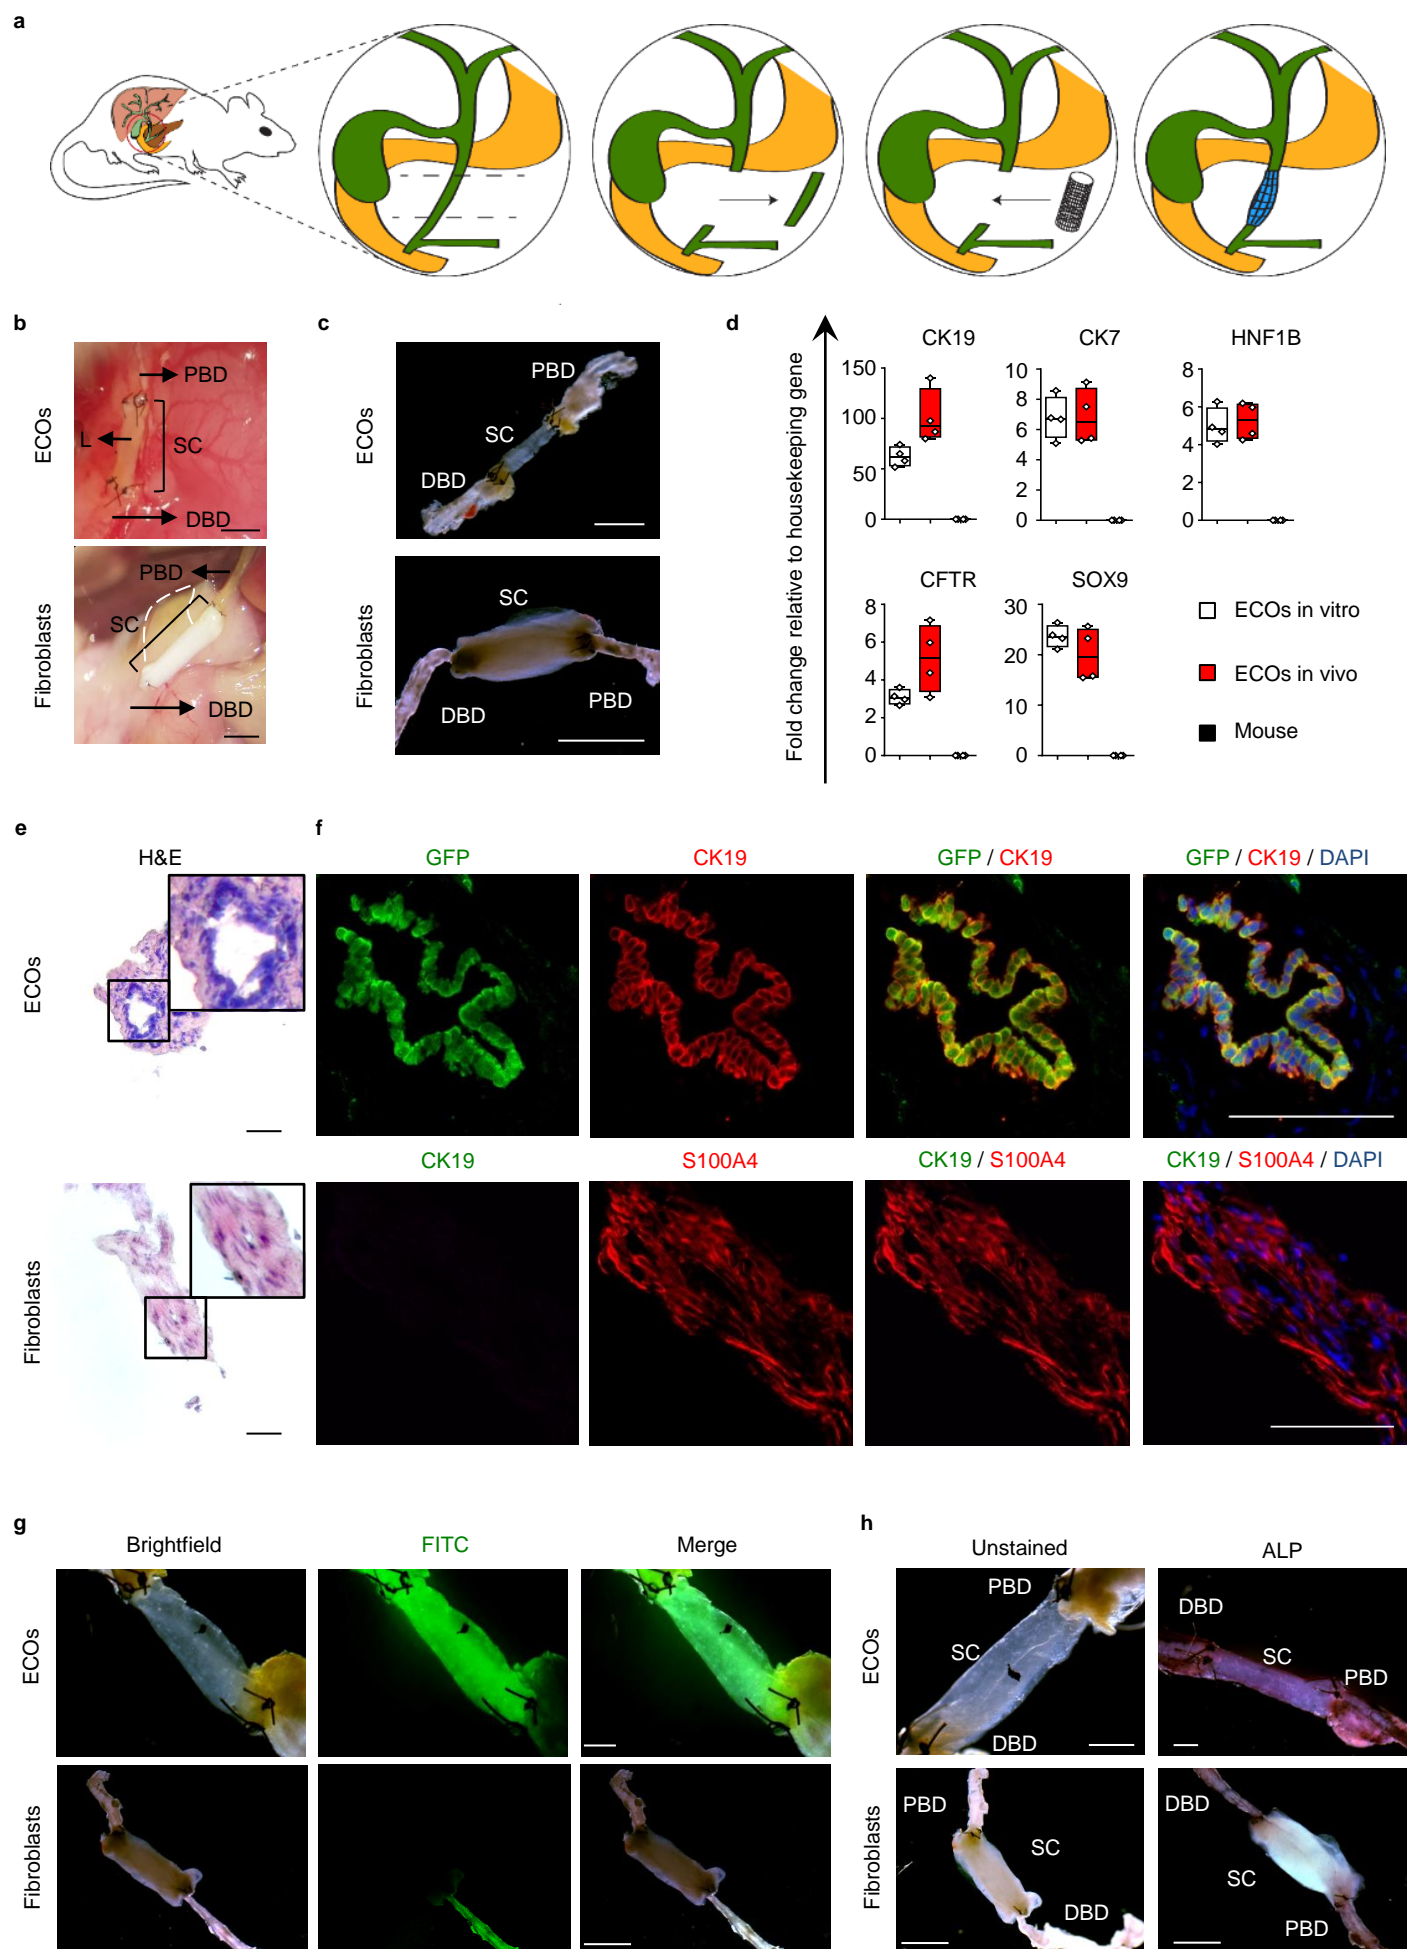 a
b
ECOs
PBD
L
SC
DBD
Fibroblasts
PBD
SC
DBD
c
ECOs
PBD
SC
DBD
Fibroblasts
SC
DBD
PBD
d
Fold change relative to housekeeping gene
CK19
150
100
50
0
CK7
10
8
6
4
2
0
HNF1B
8
6
4
2
0
CFTR
8
6
4
2
0
SOX9
30
20
10
0
ECOs in vitro
ECOs in vivo
Mouse
e
H&E
ECOs
Fibroblasts
f
GFP
CK19
GFP / CK19
GFP / CK19 / DAPI
CK19
S100A4
CK19 / S100A4
CK19 / S100A4 / DAPI
g
Brightfield
FITC
Merge
ECOs
Fibroblasts
h
Unstained
ALP
ECOs
PBD
SC
DBD
DBD
SC
PBD
Fibroblasts
PBD
SC
DBD
DBD
SC
PBD